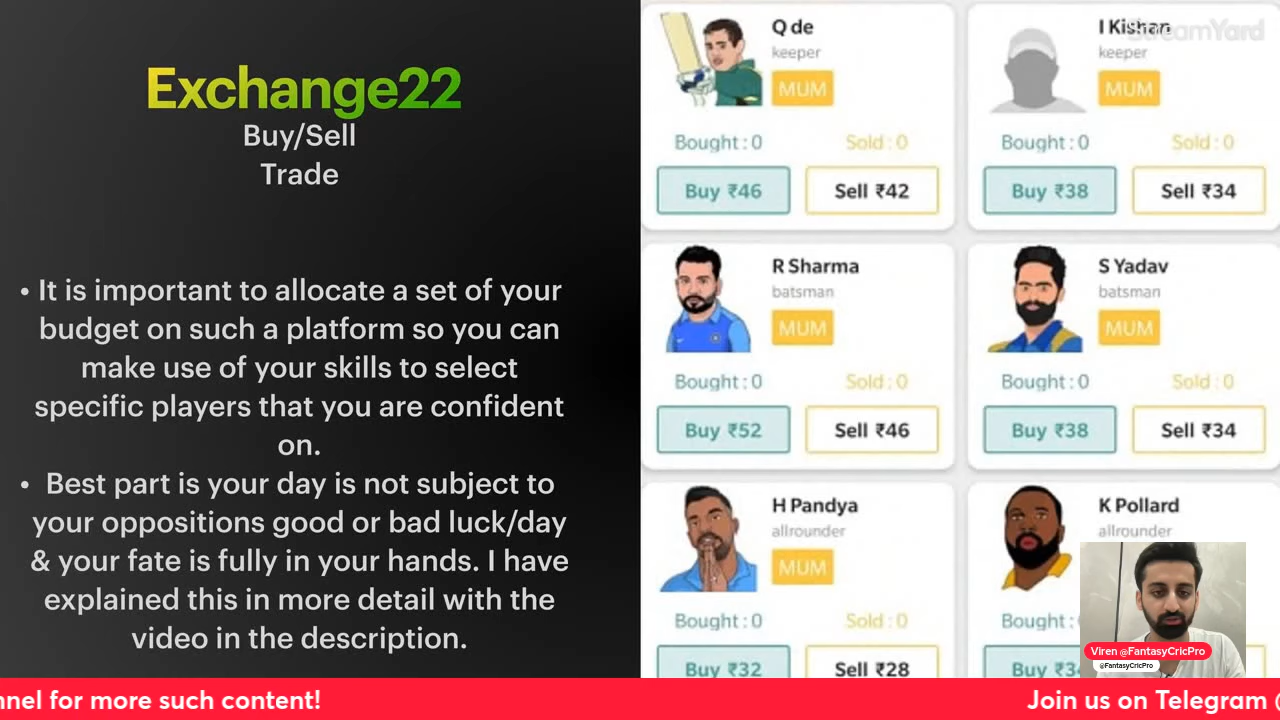 Exchange22
Buy/Sell
Trade
• It is important to allocate a set of your
budget on such a platform so you can
make use of your skills to select
specific players that you are confident
on.
• Best part is your day is not subject to
your oppositions good or bad luck/day
& your fate is fully in your hands. I have
explained this in more detail with the
video in the description.
StreamYard
Q de
keeper
MUM
Bought : 0 Sold : 0
Buy ₹46 Sell ₹42
I Kishan
keeper
MUM
Bought : 0 Sold : 0
Buy ₹38 Sell ₹34
R Sharma
batsman
MUM
Bought : 0 Sold : 0
Buy ₹52 Sell ₹46
S Yadav
batsman
MUM
Bought : 0 Sold : 0
Buy ₹38 Sell ₹34
H Pandya
allrounder
MUM
Bought : 0 Sold : 0
Buy ₹32 Sell ₹28
K Pollard
allrounder
Bought
Buy
Viren @FantasyCricPro
@FantasyCricPro
nnel for more such content! Join us on Telegram